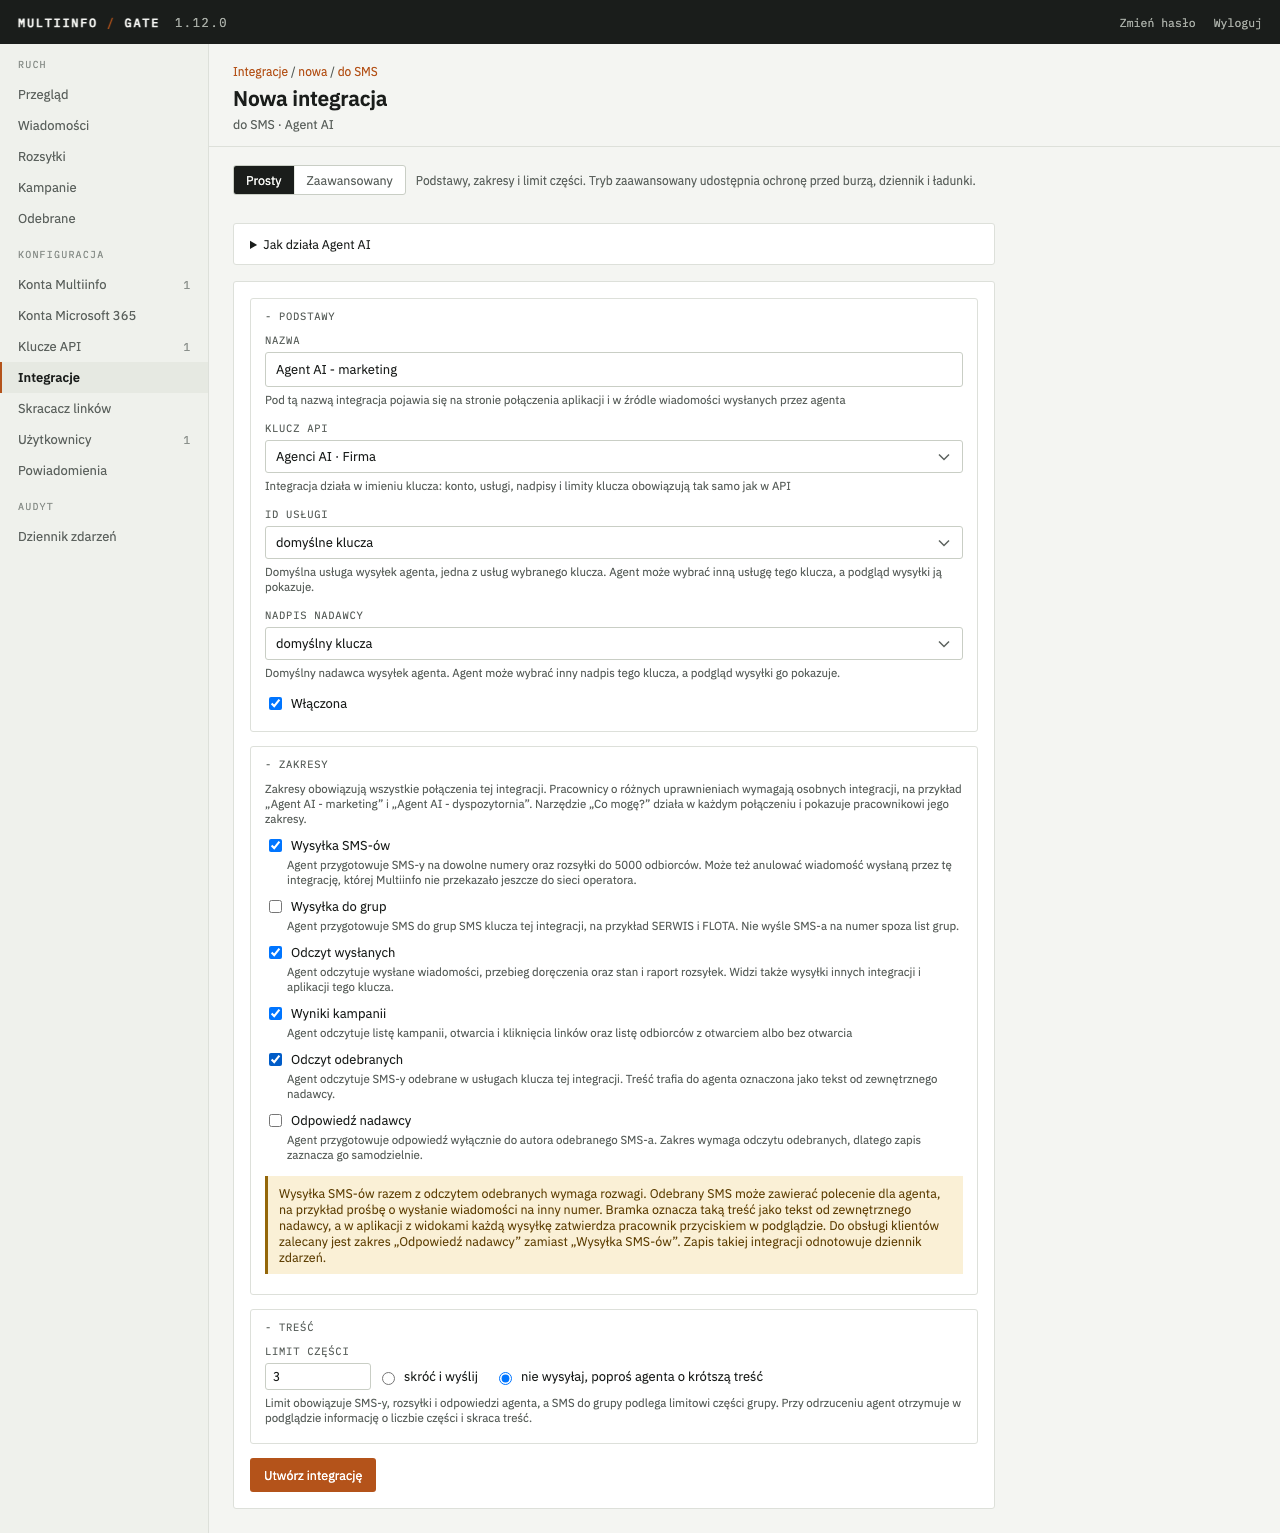 MULTIINFO / GATE 1.12.0
Zmień hasło Wyloguj
RUCH
Przegląd
Wiadomości
Rozsyłki
Kampanie
Odebrane
KONFIGURACJA
Konta Multiinfo 1
Konta Microsoft 365
Klucze API 1
Integracje
Skracacz linków
Użytkownicy 1
Powiadomienia
AUDYT
Dziennik zdarzeń
Integracje / nowa / do SMS
Nowa integracja
do SMS · Agent AI
Prosty Zaawansowany Podstawy, zakresy i limit części. Tryb zaawansowany udostępnia ochronę przed burzą, dziennik i ładunki.
▶ Jak działa Agent AI
- PODSTAWY
NAZWA
Agent AI - marketing
Pod tą nazwą integracja pojawia się na stronie połączenia aplikacji i w źródle wiadomości wysłanych przez agenta
KLUCZ API
Agenci AI · Firma
Integracja działa w imieniu klucza: konto, usługi, nadpisy i limity klucza obowiązują tak samo jak w API
ID USŁUGI
domyślne klucza
Domyślna usługa wysyłek agenta, jedna z usług wybranego klucza. Agent może wybrać inną usługę tego klucza, a podgląd wysyłki ją
pokazuje.
NADPIS NADAWCY
domyślny klucza
Domyślny nadawca wysyłek agenta. Agent może wybrać inny nadpis tego klucza, a podgląd wysyłki go pokazuje.
Włączona
- ZAKRESY
Zakresy obowiązują wszystkie połączenia tej integracji. Pracownicy o różnych uprawnieniach wymagają osobnych integracji, na przykład
„Agent AI - marketing” i „Agent AI - dyspozytornia”. Narzędzie „Co mogę?” działa w każdym połączeniu i pokazuje pracownikowi jego
zakresy.
Wysyłka SMS-ów
Agent przygotowuje SMS-y na dowolne numery oraz rozsyłki do 5000 odbiorców. Może też anulować wiadomość wysłaną przez tę
integrację, której Multiinfo nie przekazało jeszcze do sieci operatora.
Wysyłka do grup
Agent przygotowuje SMS do grup SMS klucza tej integracji, na przykład SERWIS i FLOTA. Nie wyśle SMS-a na numer spoza list grup.
Odczyt wysłanych
Agent odczytuje wysłane wiadomości, przebieg doręczenia oraz stan i raport rozsyłek. Widzi także wysyłki innych integracji i
aplikacji tego klucza.
Wyniki kampanii
Agent odczytuje listę kampanii, otwarcia i kliknięcia linków oraz listę odbiorców z otwarciem albo bez otwarcia
Odczyt odebranych
Agent odczytuje SMS-y odebrane w usługach klucza tej integracji. Treść trafia do agenta oznaczona jako tekst od zewnętrznego
nadawcy.
Odpowiedź nadawcy
Agent przygotowuje odpowiedź wyłącznie do autora odebranego SMS-a. Zakres wymaga odczytu odebranych, dlatego zapis
zaznacza go samodzielnie.
Wysyłka SMS-ów razem z odczytem odebranych wymaga rozwagi. Odebrany SMS może zawierać polecenie dla agenta,
na przykład prośbę o wysłanie wiadomości na inny numer. Bramka oznacza taką treść jako tekst od zewnętrznego
nadawcy, a w aplikacji z widokami każdą wysyłkę zatwierdza pracownik przyciskiem w podglądzie. Do obsługi klientów
zalecany jest zakres „Odpowiedź nadawcy” zamiast „Wysyłka SMS-ów”. Zapis takiej integracji odnotowuje dziennik
zdarzeń.
- TREŚĆ
LIMIT CZĘŚCI
3 skróć i wyślij nie wysyłaj, poproś agenta o krótszą treść
Limit obowiązuje SMS-y, rozsyłki i odpowiedzi agenta, a SMS do grupy podlega limitowi części grupy. Przy odrzuceniu agent otrzymuje w
podglądzie informację o liczbie części i skraca treść.
Utwórz integrację